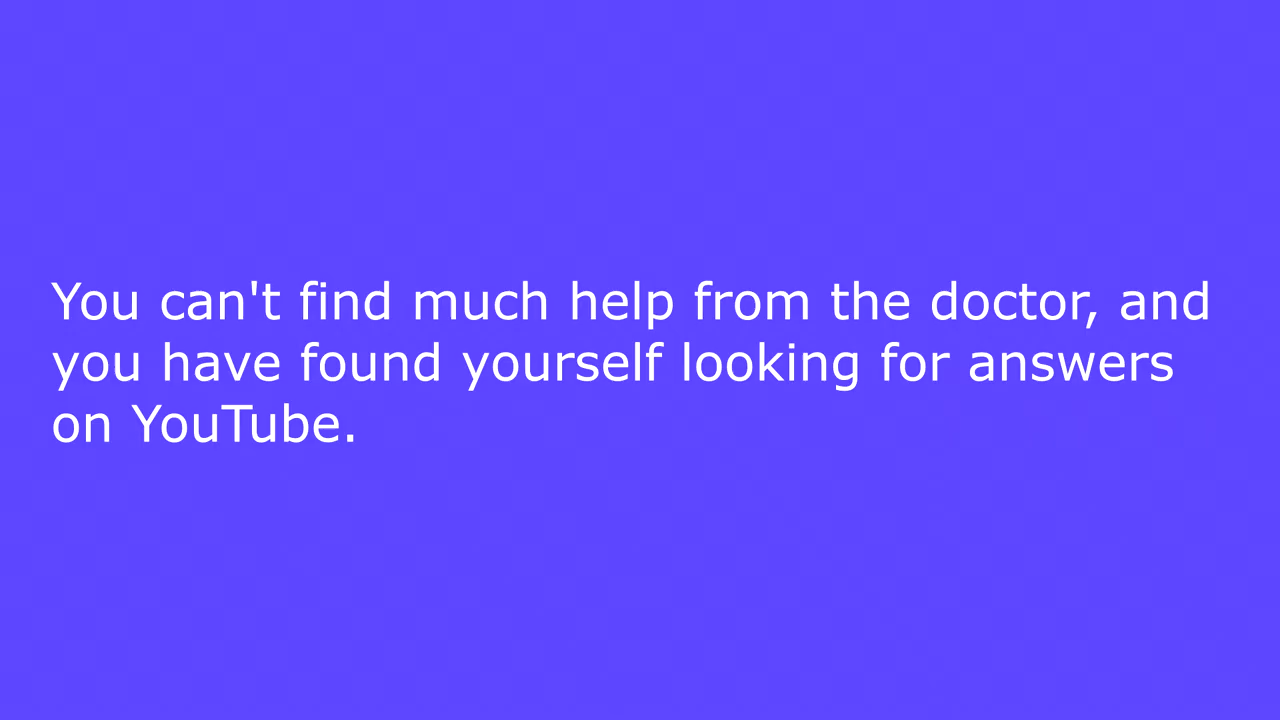 You can't find much help from the doctor, and
you have found yourself looking for answers
on YouTube.